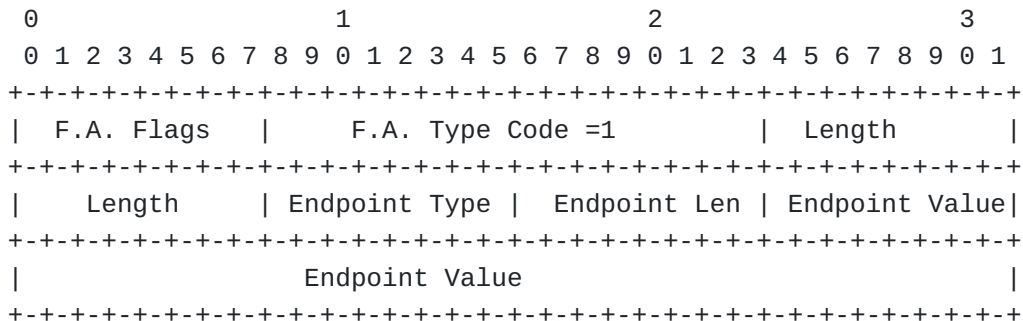 0                   1                   2                   3
 0 1 2 3 4 5 6 7 8 9 0 1 2 3 4 5 6 7 8 9 0 1 2 3 4 5 6 7 8 9 0 1
+-+-+-+-+-+-+-+-+-+-+-+-+-+-+-+-+-+-+-+-+-+-+-+-+-+-+-+-+-+-+-+-+
|  F.A. Flags   |     F.A. Type Code =1         |  Length       |
+-+-+-+-+-+-+-+-+-+-+-+-+-+-+-+-+-+-+-+-+-+-+-+-+-+-+-+-+-+-+-+-+
|    Length     | Endpoint Type |  Endpoint Len | Endpoint Value|
+-+-+-+-+-+-+-+-+-+-+-+-+-+-+-+-+-+-+-+-+-+-+-+-+-+-+-+-+-+-+-+-+
|                  Endpoint Value                               |
+-+-+-+-+-+-+-+-+-+-+-+-+-+-+-+-+-+-+-+-+-+-+-+-+-+-+-+-+-+-+-+-+